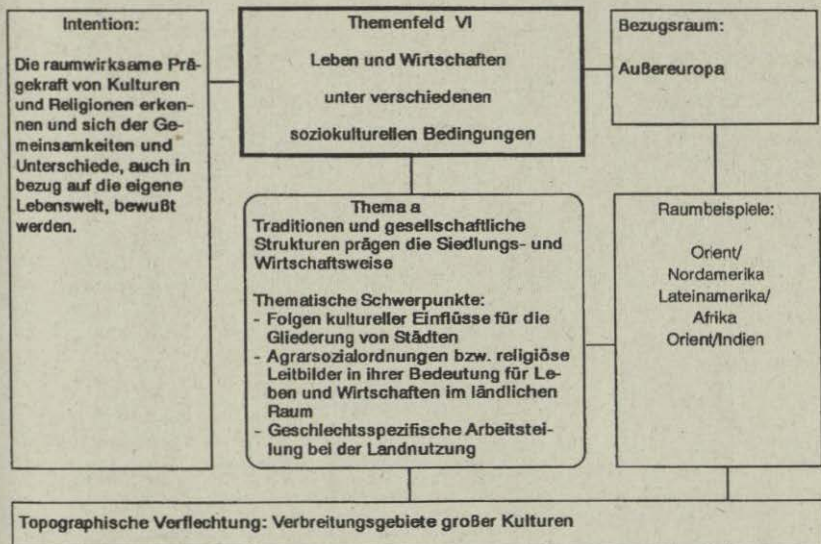 Intention:
Die raumwirksame Prä-
gekraft von Kulturen
und Religionen erken-
nen und sich der Ge-
meinsamkeiten und
Unterschiede, auch in
bezug auf die eigene
Lebenswelt, bewußt
werden.
Themenfeld VI
Leben und Wirtschaften
unter verschiedenen
soziokulturellen Bedingungen
Bezugsraum:
Außereuropa
Thema a
Traditionen und gesellschaftliche
Strukturen prägen die Siedlungs- und
Wirtschaftsweise
Thematische Schwerpunkte:
- Folgen kultureller Einflüsse für die
Gliederung von Städten
- Agrarsozialordnungen bzw. religiöse
Leitbilder in ihrer Bedeutung für Le-
ben und Wirtschaften im ländlichen
Raum
- Geschlechtsspezifische Arbeitstei-
lung bei der Landnutzung
Raumbeispiele:
Orient/
Nordamerika
Lateinamerika/
Afrika
Orient/Indien
Topographische Verflechtung: Verbreitungsgebiete großer Kulturen